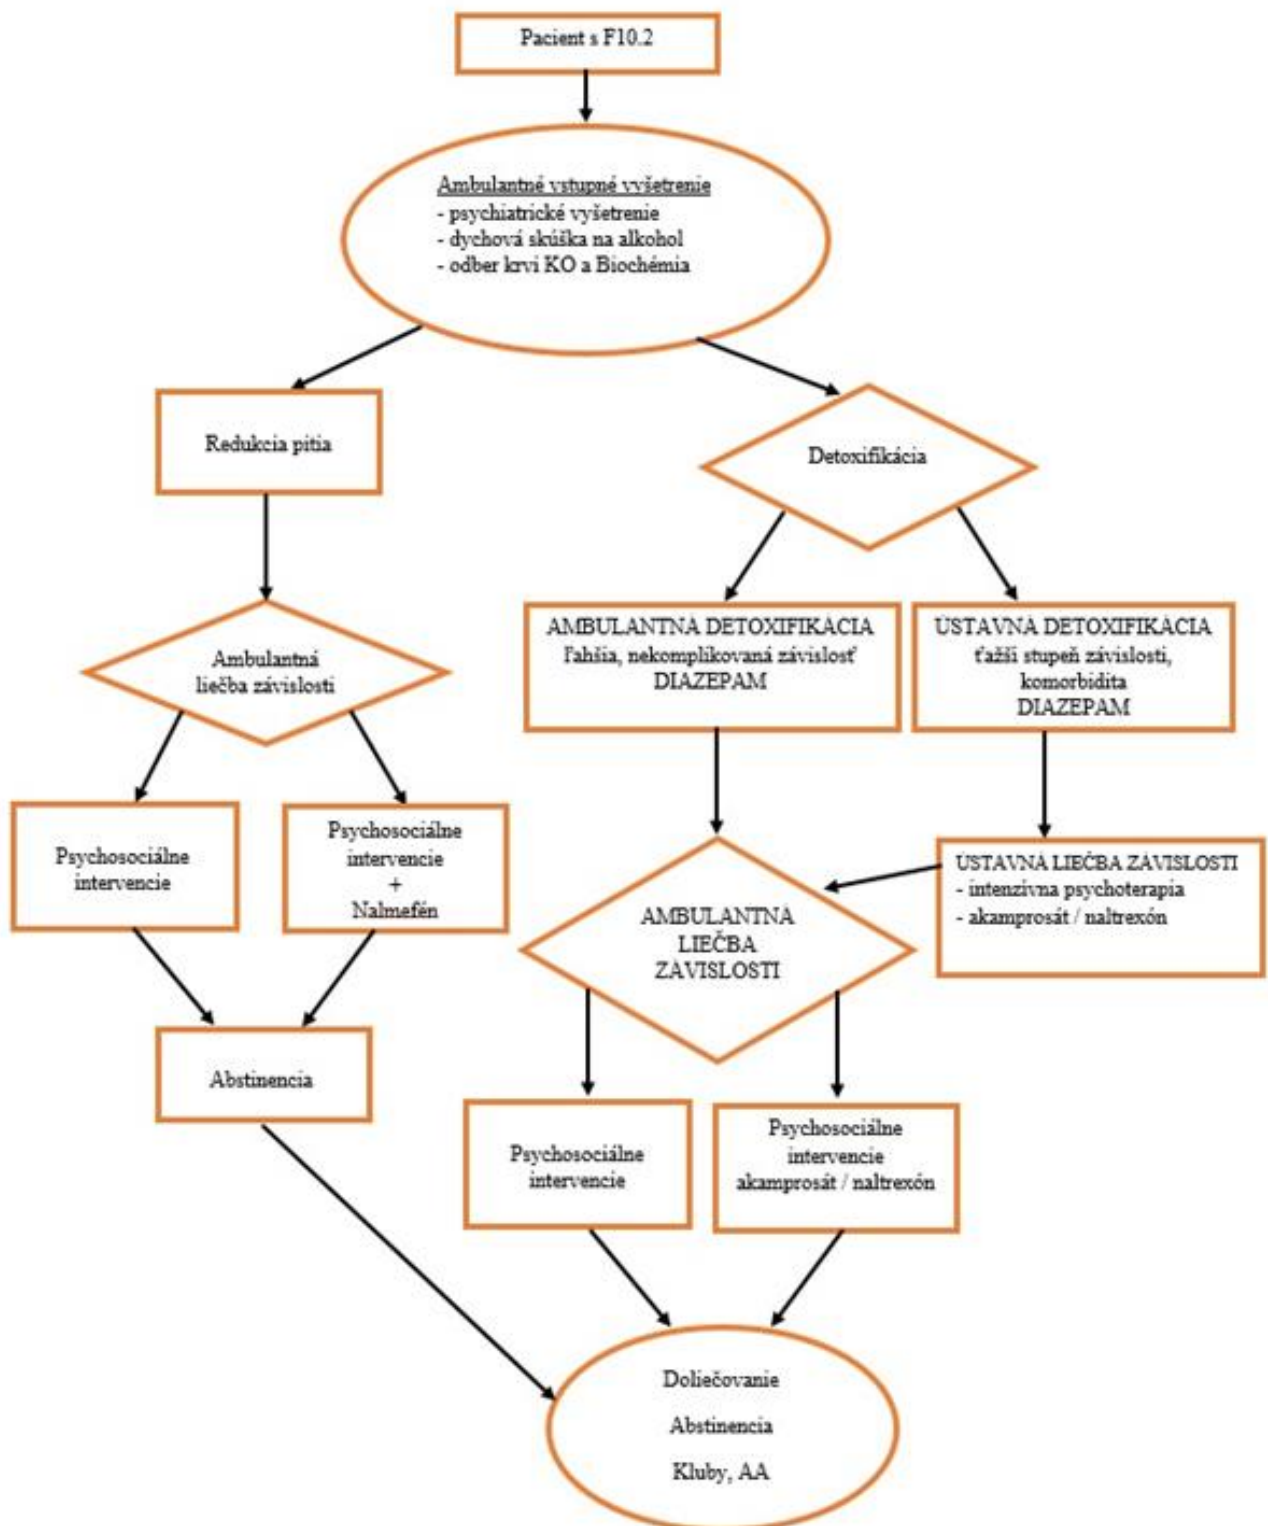 Pacient s F10.2
Ambulantné vstupné vyšetrenie
- psychiatrické vyšetrenie
- dychová skúška na alkohol
- odber krvi KO a Biochémia
Redukcia pitia
Detoxifikácia
Ambulantná
liečba závislosti
AMBULANTNÁ DETOXIFIKÁCIA
ľahšia, nekomplikovaná závislosť
DIAZEPAM
ÚSTAVNÁ DETOXIFIKÁCIA
ťažší stupeň závislosti,
komorbidita
DIAZEPAM
Psychosociálne
intervencie
Psychosociálne
intervencie
+
Nalmefén
AMBULANTNÁ
LIEČBA
ZÁVISLOSTI
ÚSTAVNÁ LIEČBA ZÁVISLOSTI
- intenzívna psychoterapia
- akamprosát / naltrexón
Abstinencia
Psychosociálne
intervencie
Psychosociálne
intervencie
akamprosát / naltrexón
Doliečovanie
Abstinencia
Kluby, AA